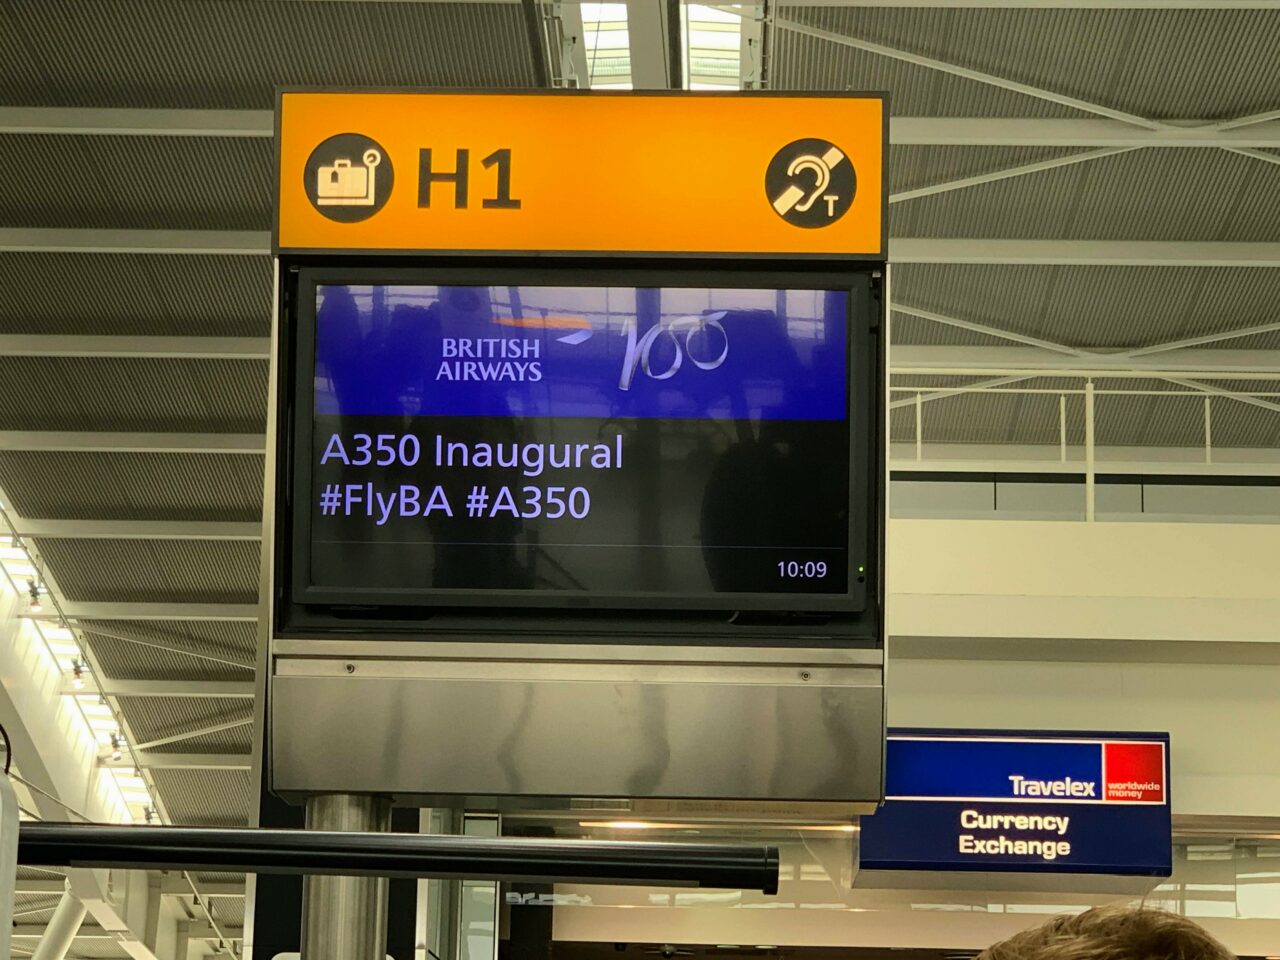 H1
T
BRITISH
AIRWAYS
100
A350 Inaugural
#FlyBA #A350
10:09
Travelex
worldwide
money
Currency
Exchange